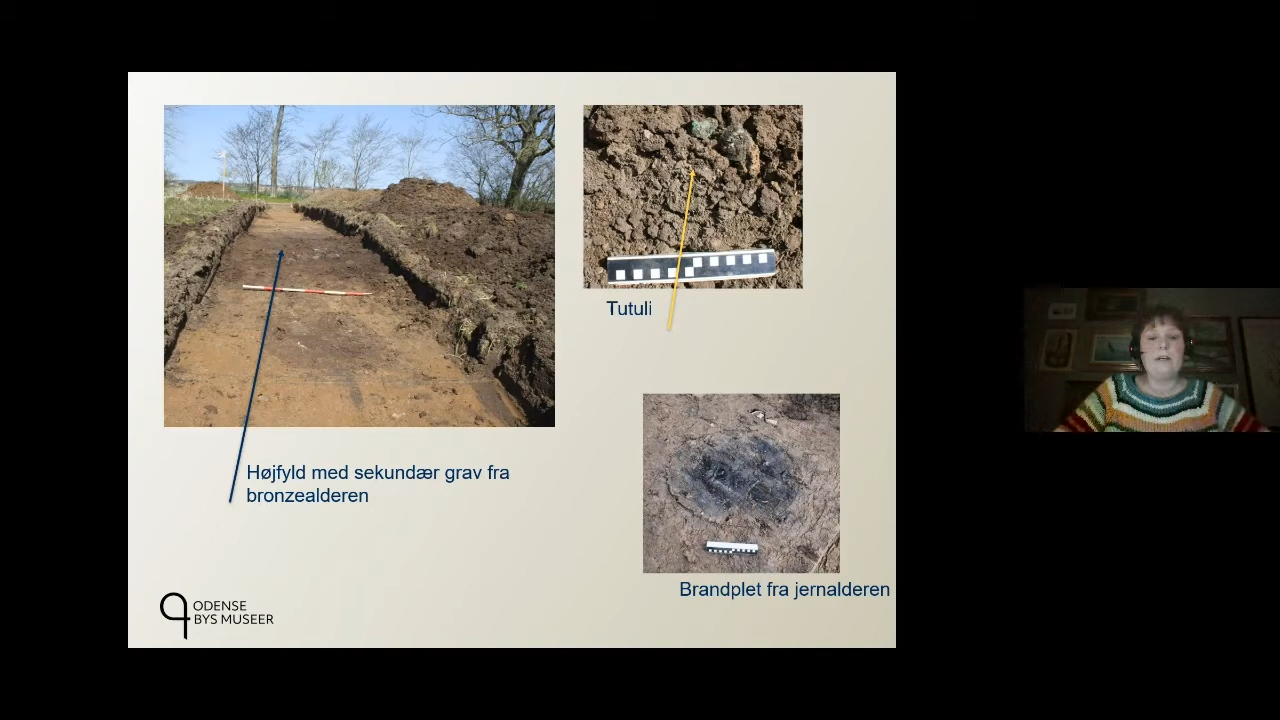 Tutuli
Højfyld med sekundær grav fra
bronzealderen
Brandplet fra jernalderen
ODENSE
BYS MUSEER